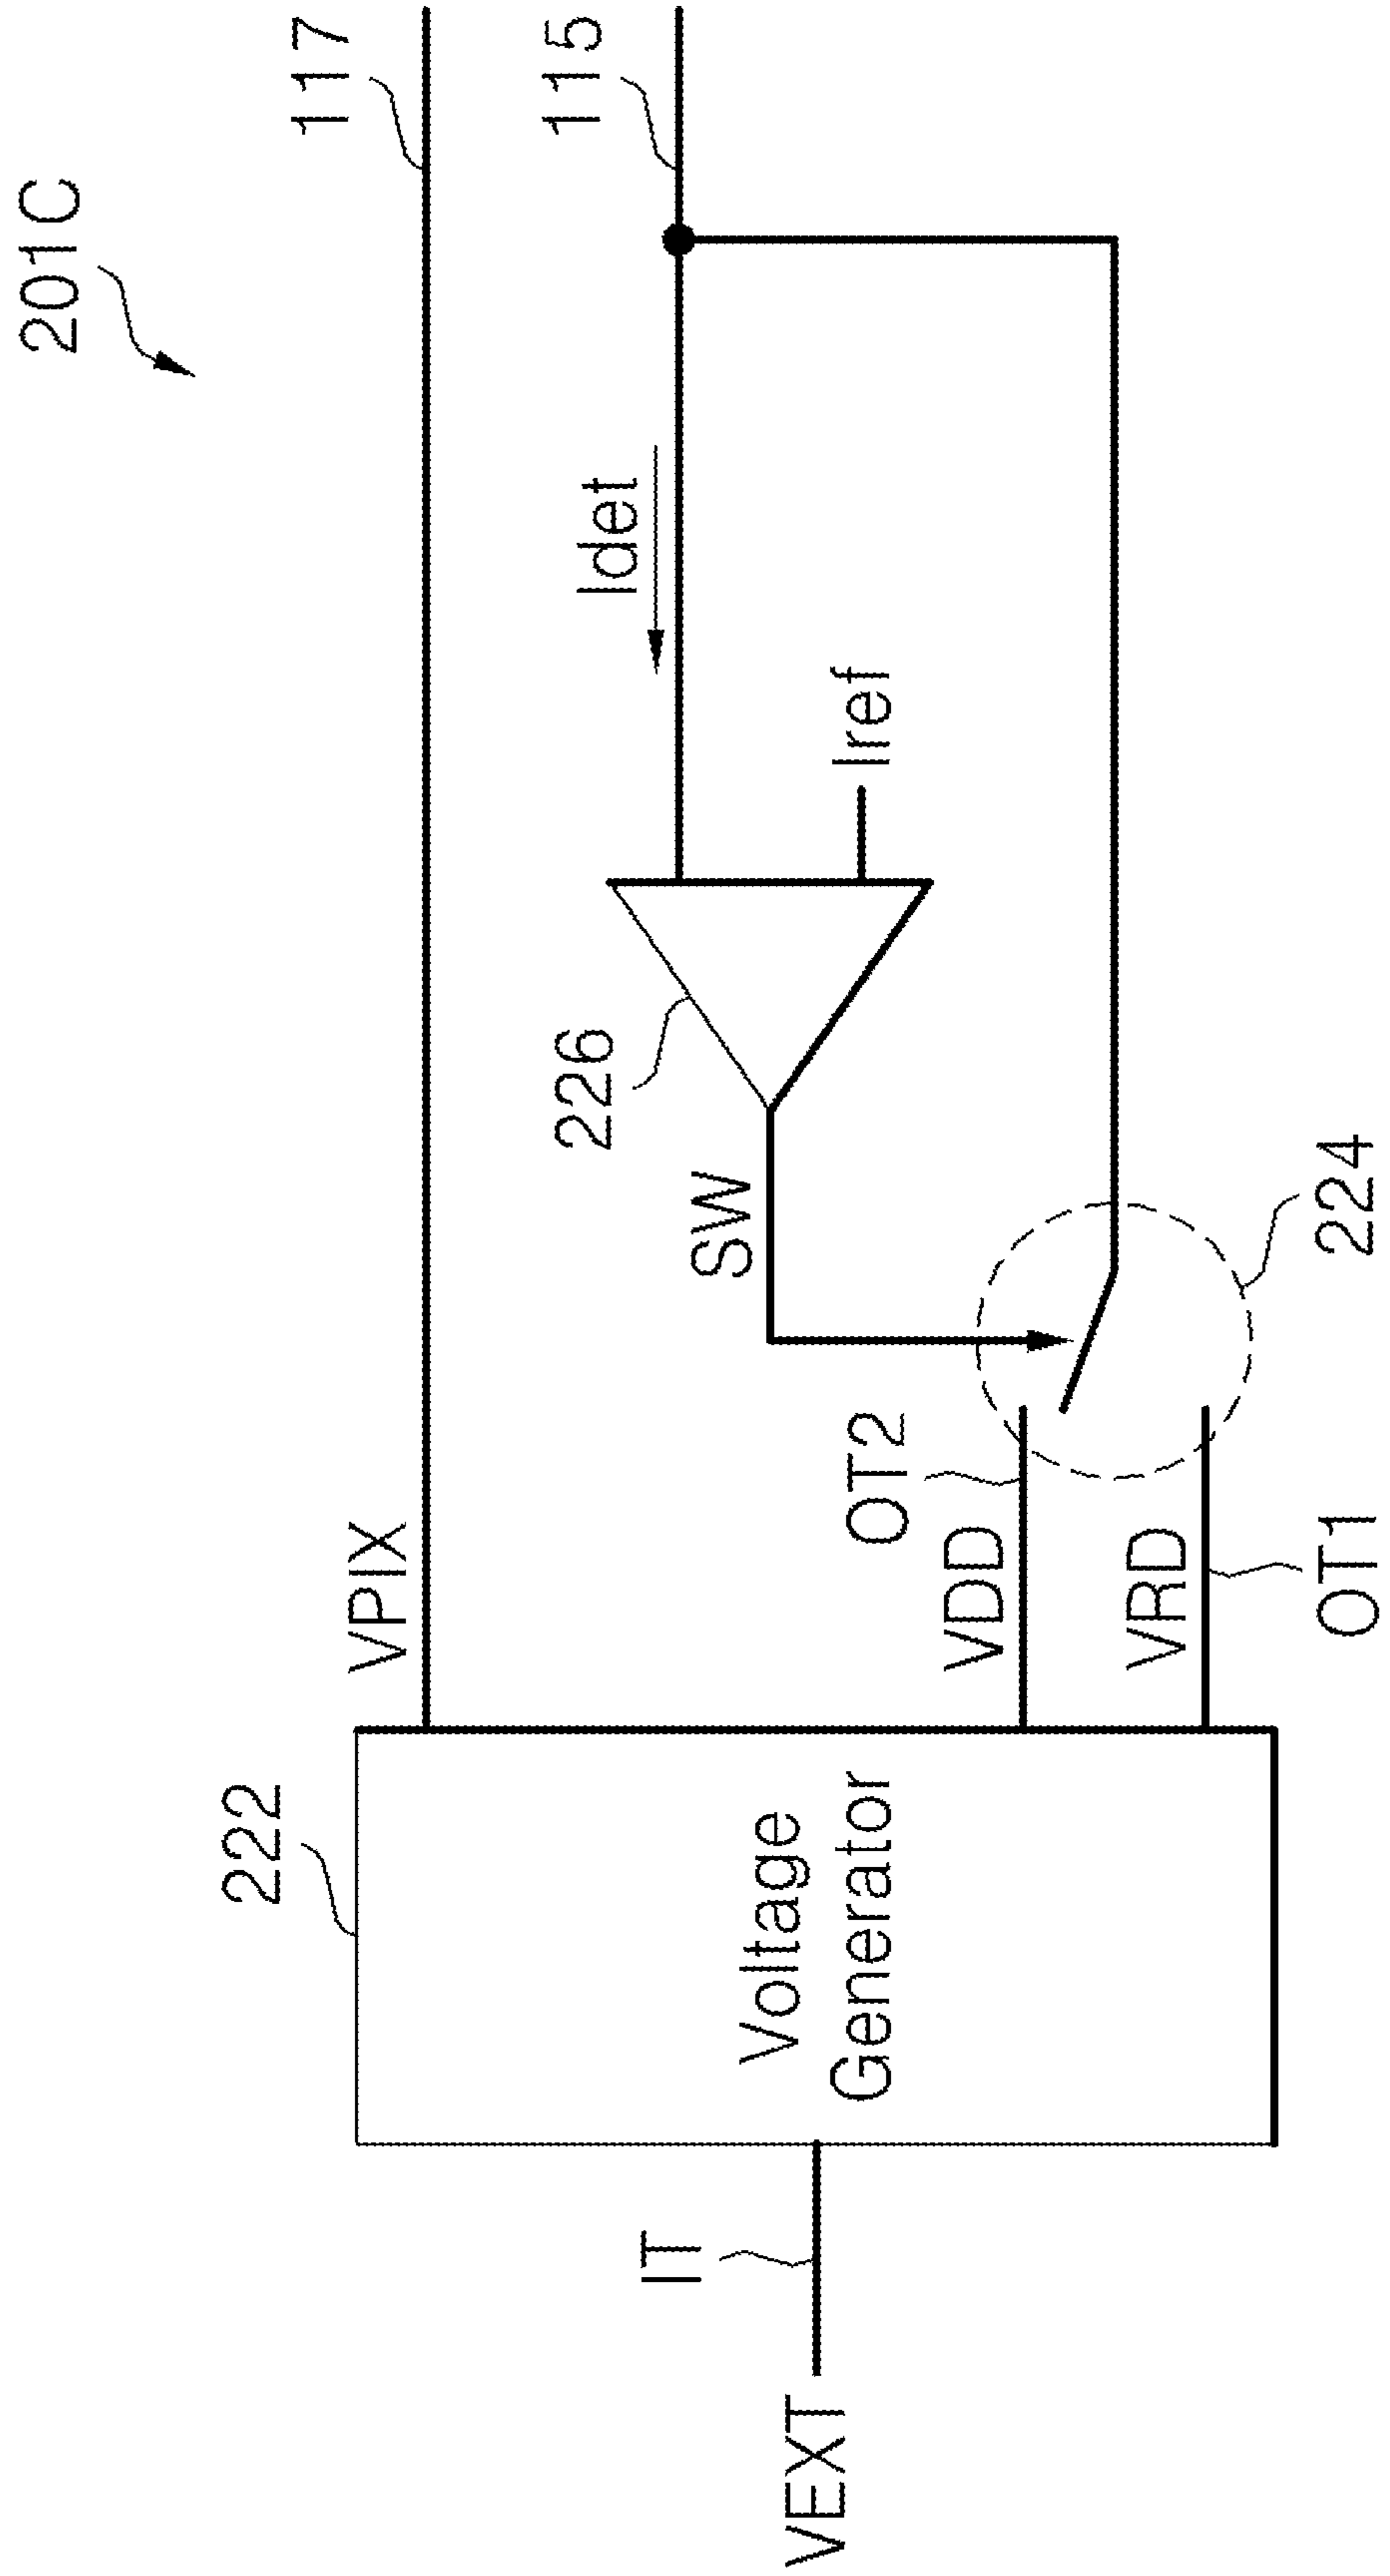 201C
117
115
222
VPIX
Idet
226
Iref
SW
IT
Voltage
Generator
OT2
VDD
VEXT
VRD
224
OT1